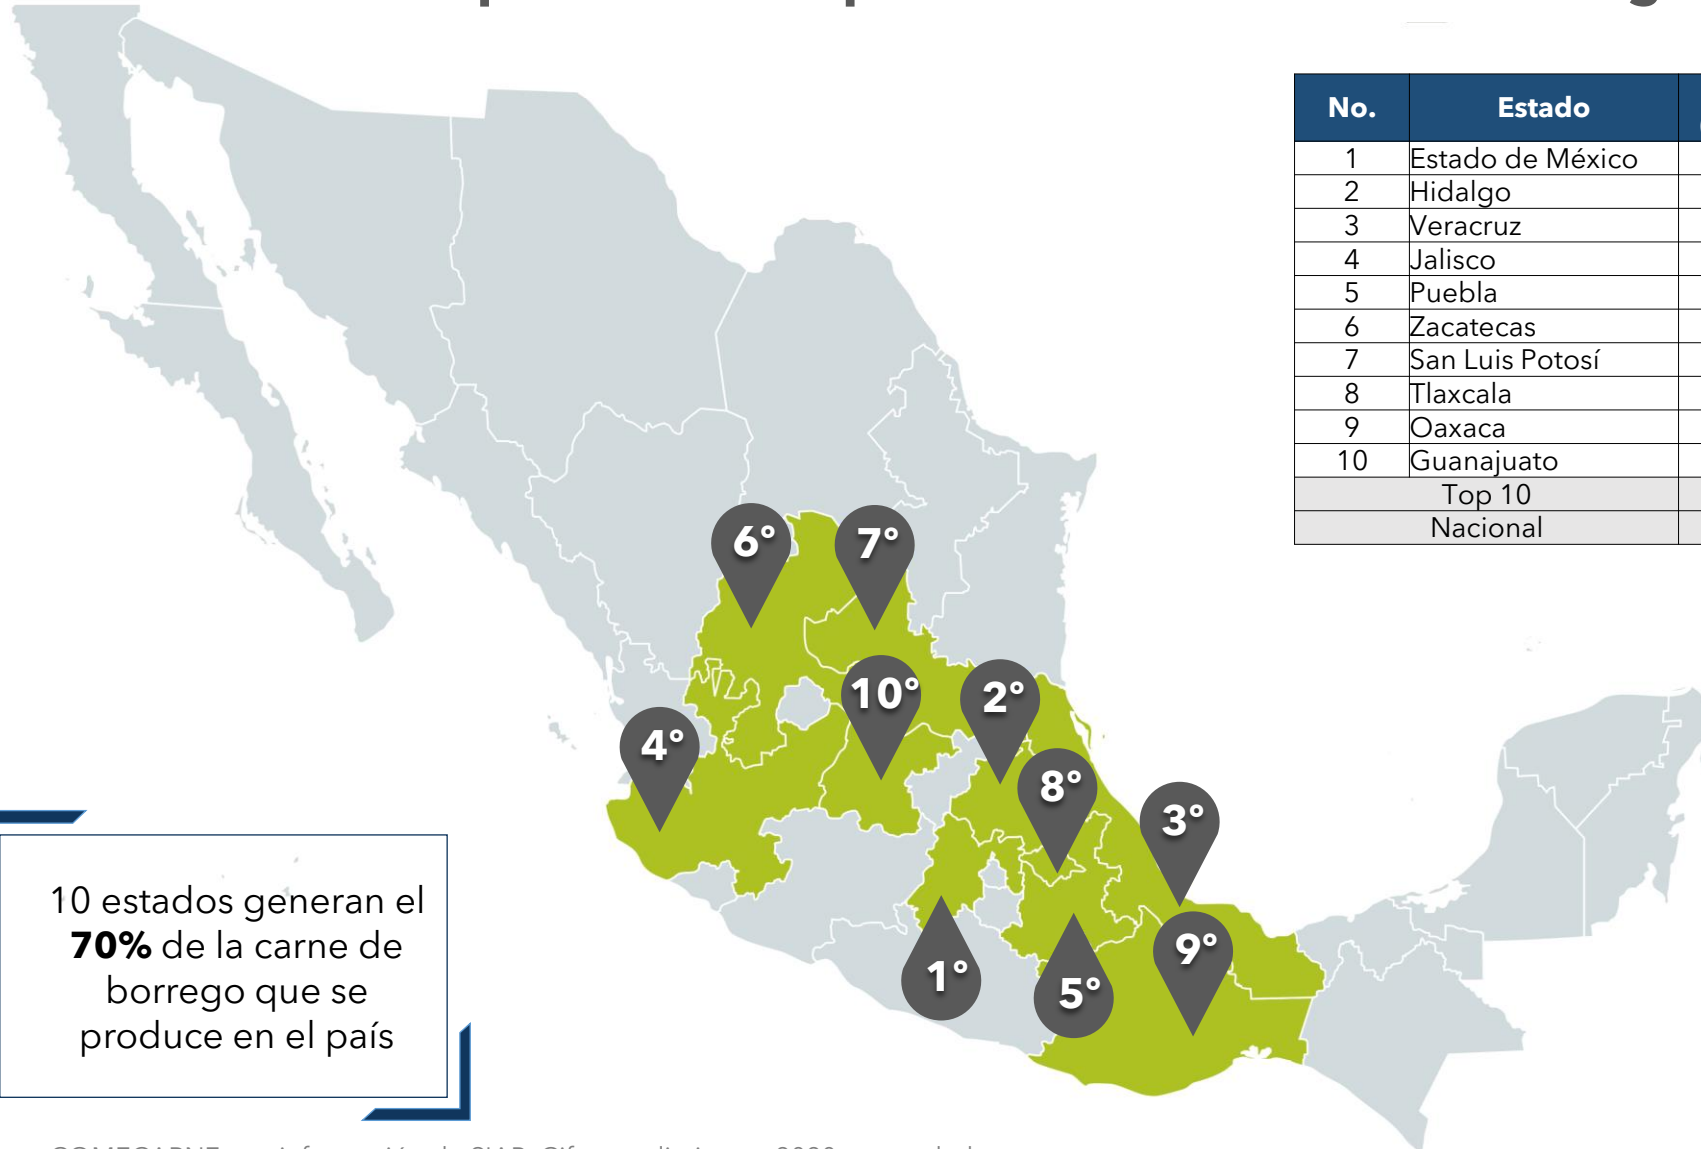 No. Estado
1 Estado de México
2 Hidalgo
3 Veracruz
4 Jalisco
5 Puebla
6 Zacatecas
7 San Luis Potosí
8 Tlaxcala
9 Oaxaca
10 Guanajuato
Top 10
Nacional
6° 7°
10° 2°
4°
8°
3°
9°
1° 5°
10 estados generan el
70% de la carne de
borrego que se
produce en el país